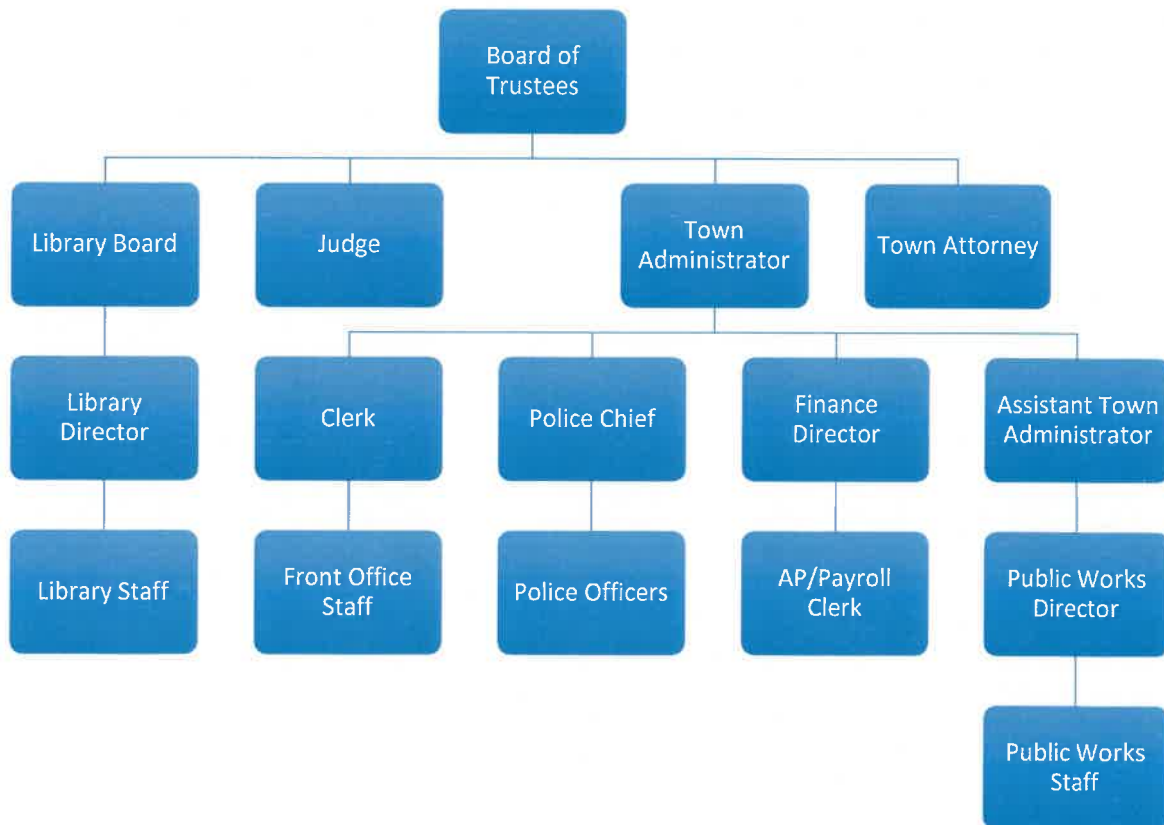 Board of
Trustees
Library Board
Judge
Town
Administrator
Town Attorney
Library
Director
Clerk
Police Chief
Finance
Director
Assistant Town
Administrator
Library Staff
Front Office
Staff
Police Officers
AP/Payroll
Clerk
Public Works
Director
Public Works
Staff